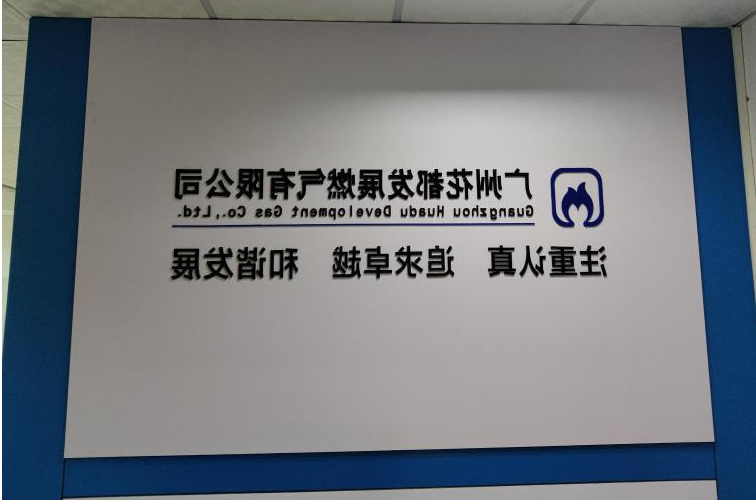 广州花都发展燃气有限公司
Guangzhou Huadu Development Gas Co.,Ltd.
注重认真 追求卓越 和谐发展